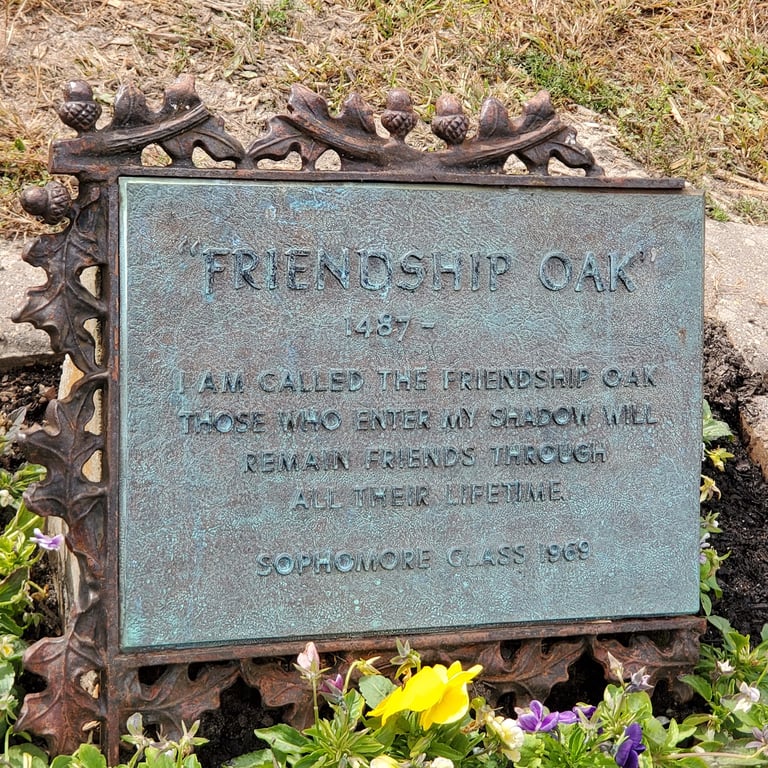 "FRIENDSHIP OAK"
1487-
I AM CALLED THE FRIENDSHIP OAK
THOSE WHO ENTER MY SHADOW WILL
REMAIN FRIENDS THROUGH
ALL THEIR LIFETIME.
SOPHOMORE CLASS 1969